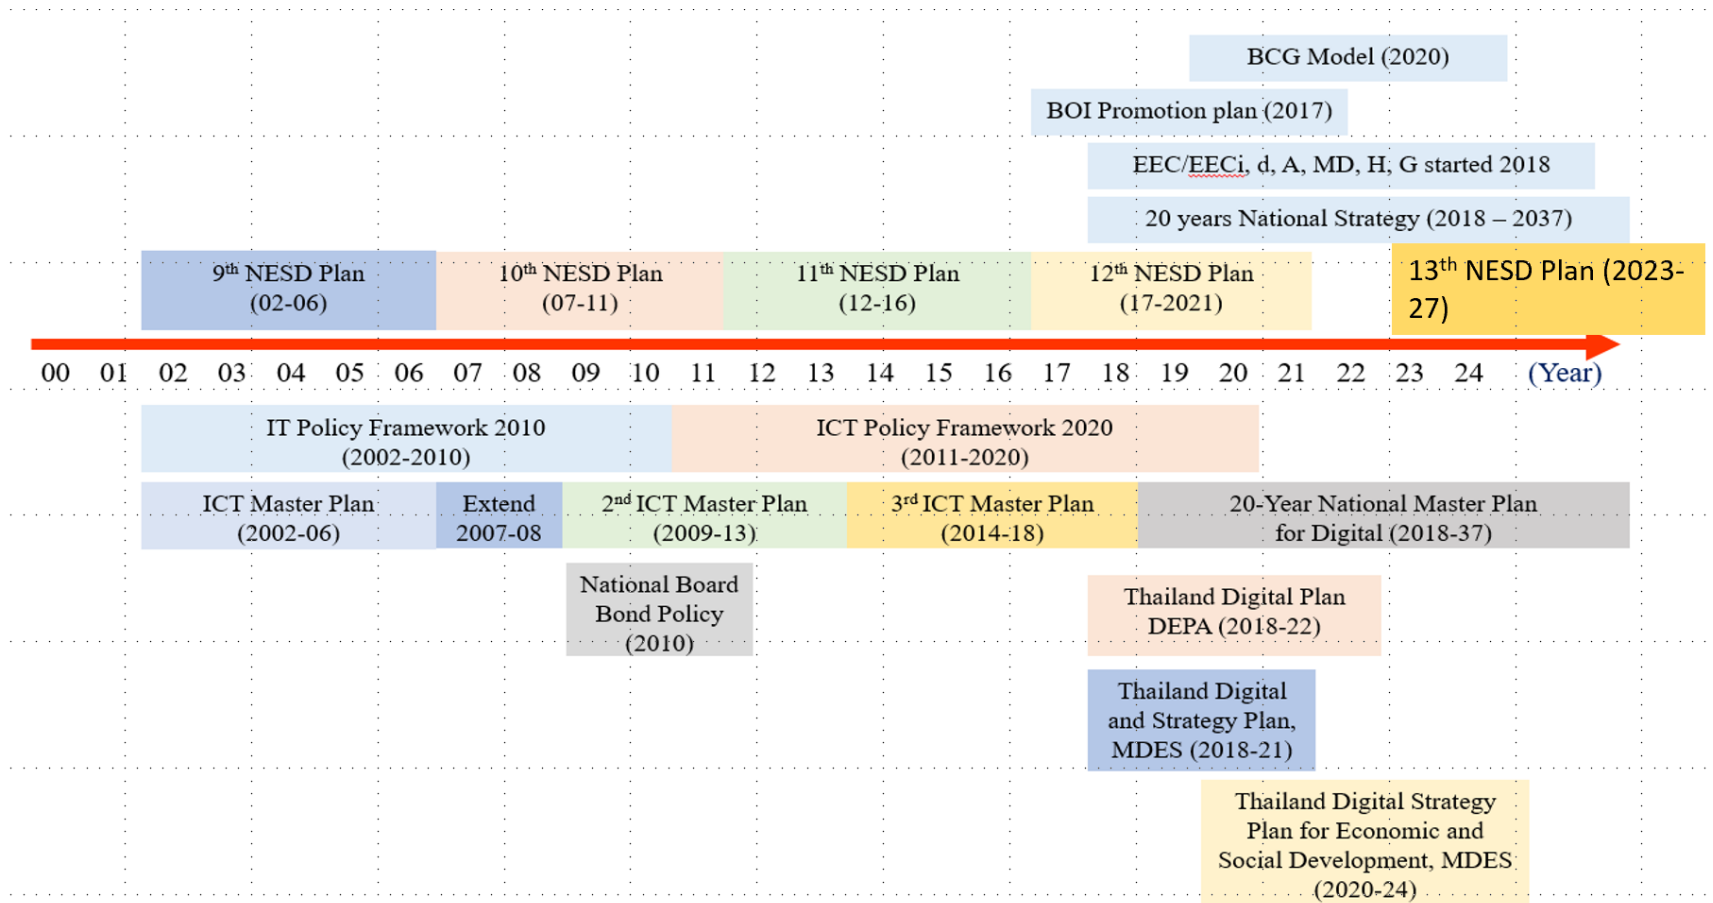 BCG Model (2020)
BOI Promotion plan (2017)
EEC/EECi, d, A, MD, H, G started 2018
20 years National Strategy (2018 – 2037)
9th NESD Plan
(02-06)
10th NESD Plan
(07-11)
11th NESD Plan
(12-16)
12th NESD Plan
(17-2021)
13th NESD Plan (2023-
27)
00 01 02 03 04 05 06 07 08 09 10 11 12 13 14 15 16 17 18 19 20 21 22 23 24 (Year)
IT Policy Framework 2010
(2002-2010)
ICT Policy Framework 2020
(2011-2020)
ICT Master Plan
(2002-06)
Extend
2007-08
2nd ICT Master Plan
(2009-13)
3rd ICT Master Plan
(2014-18)
20-Year National Master Plan
for Digital (2018-37)
National Board
Bond Policy
(2010)
Thailand Digital Plan
DEPA (2018-22)
Thailand Digital
and Strategy Plan,
MDES (2018-21)
Thailand Digital Strategy
Plan for Economic and
Social Development, MDES
(2020-24)